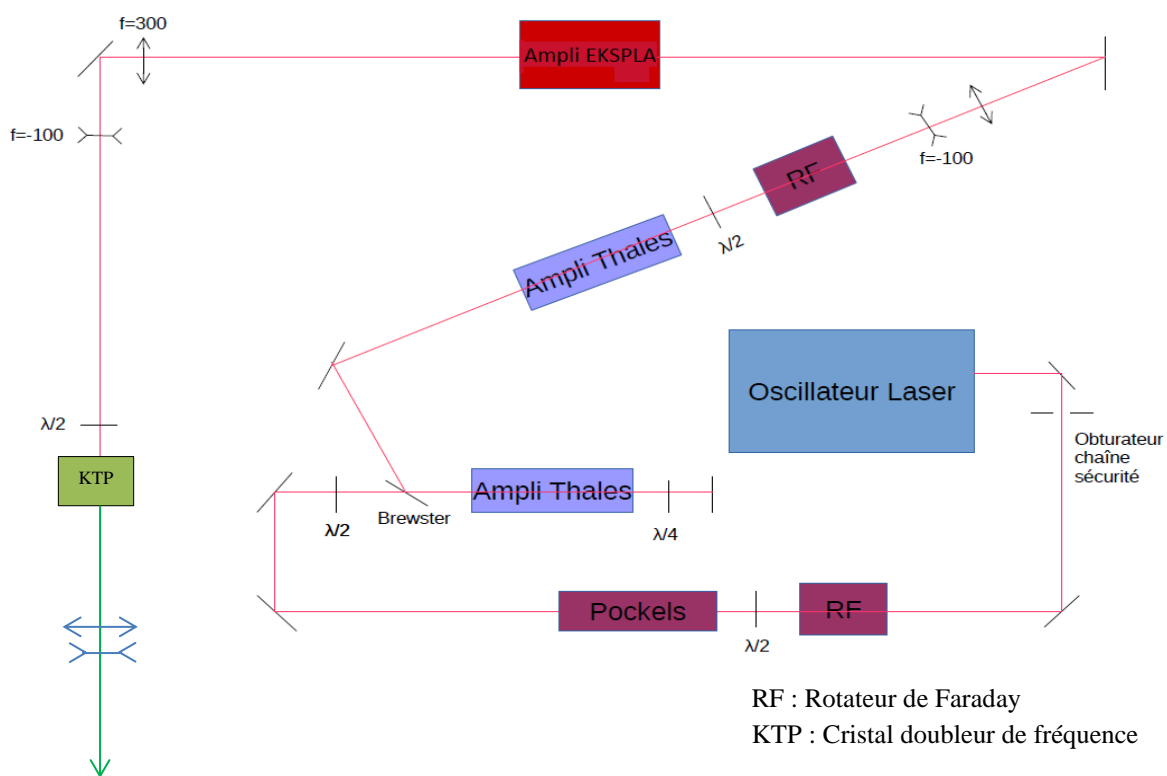 f=300
Ampli EKSPLA
f=-100
f=-100
RF
λ/2
Ampli Thales
Oscillateur Laser
λ/2
Obturateur
chaîne
sécurité
KTP
Ampli Thales
Brewster
λ/2
λ/4
Pockels
RF
λ/2
RF : Rotateur de Faraday
KTP : Cristal doubleur de fréquence